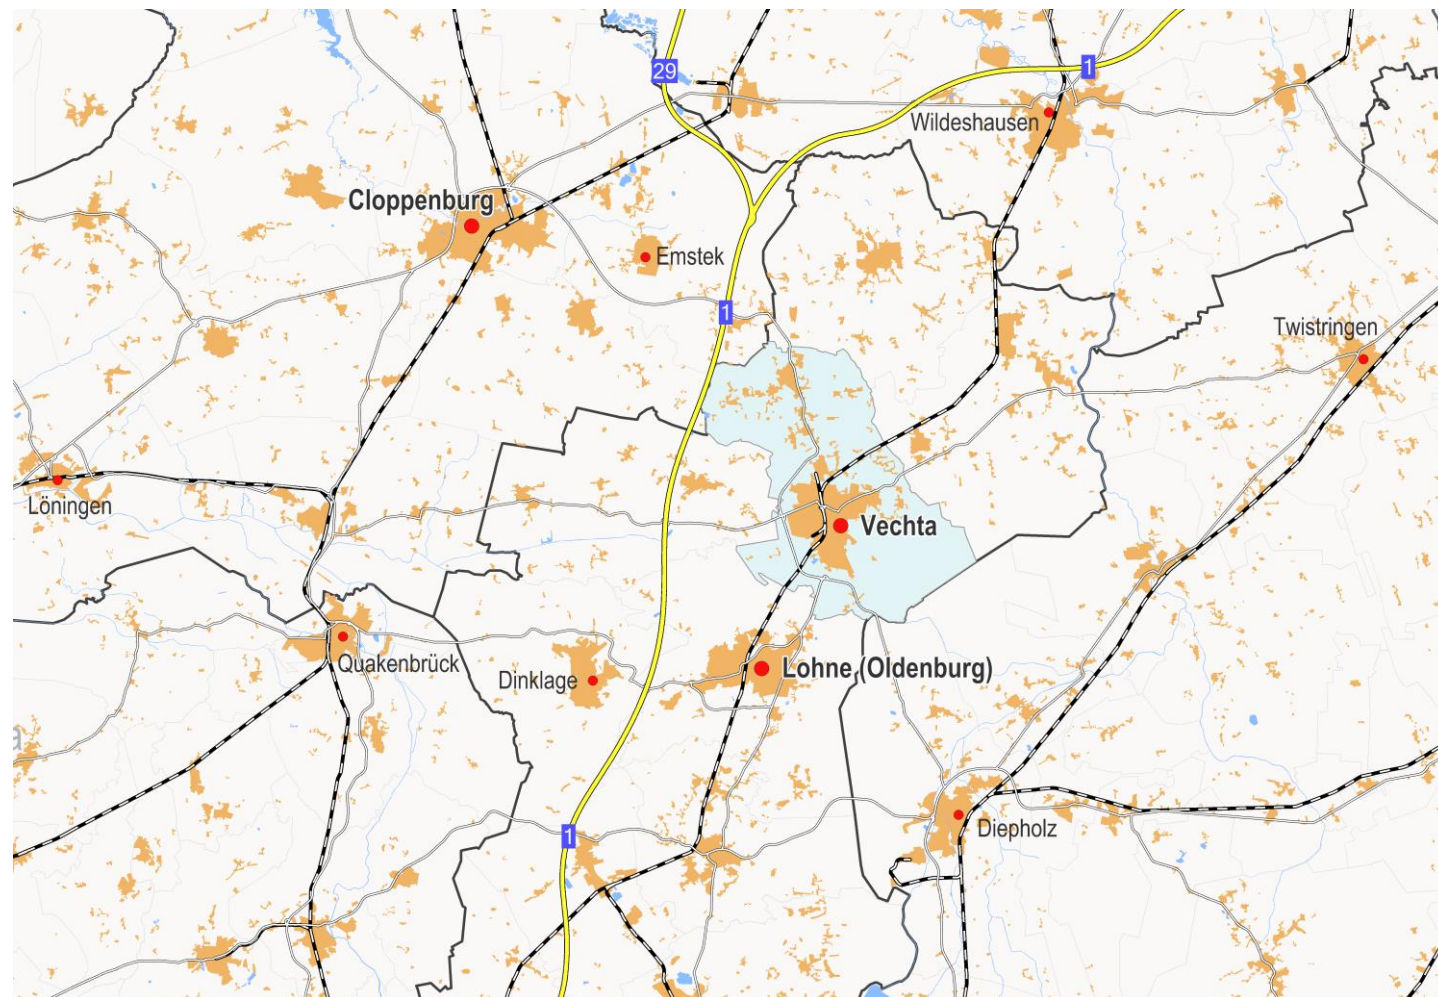 29
1
Wildeshausen
Cloppenburg
Emstek
1
Twistringen
Löningen
Vechta
Quakenbrück
Dinklage
Lohne (Oldenburg)
1
Diepholz